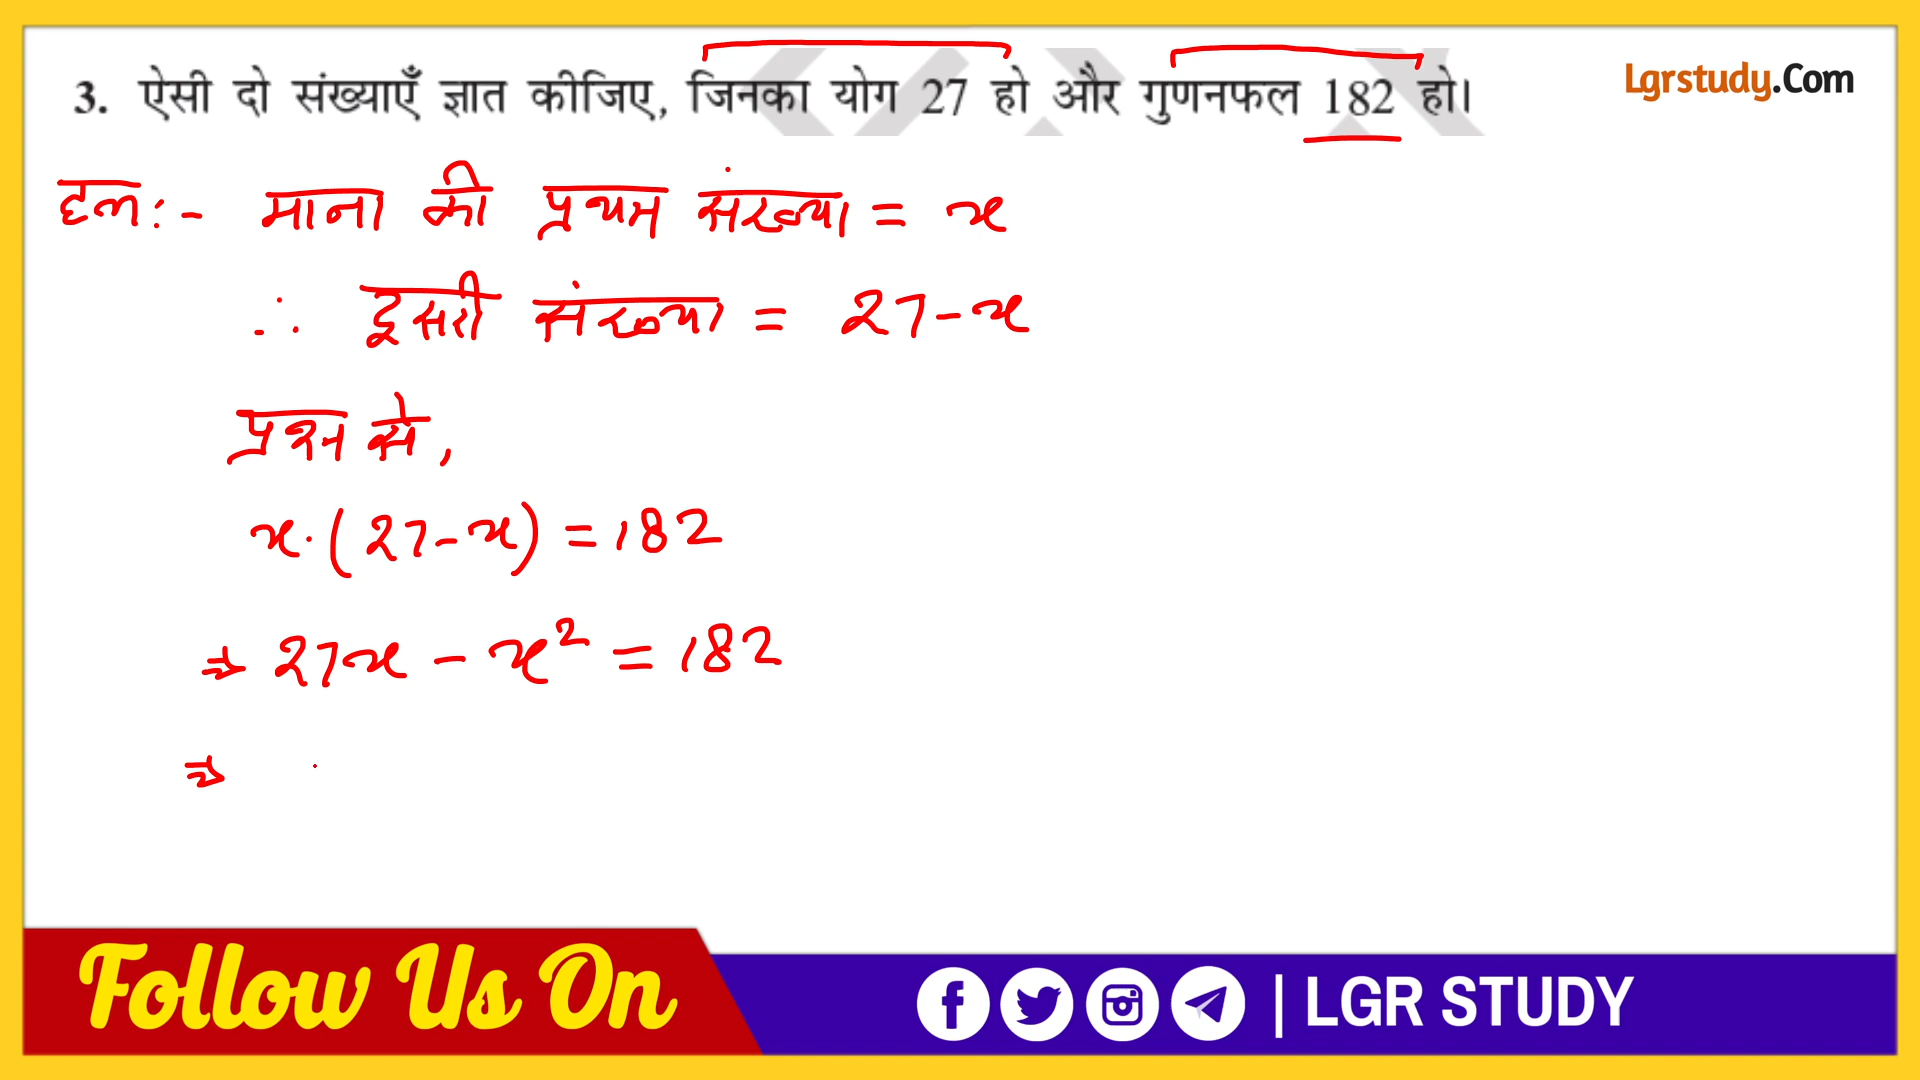 3. ऐसी दो संख्याएँ ज्ञात कीजिए, जिनका योग 27 हो और गुणनफल 182 हो।
Lgrstudy.Com
हल :- माना की प्रथम संख्या = x
∴ दुसरी संख्या = 27-x
प्रश्न से,
x·(27-x) = 182
⇒ 27x - x² = 182
⇒
Follow Us On
| LGR STUDY